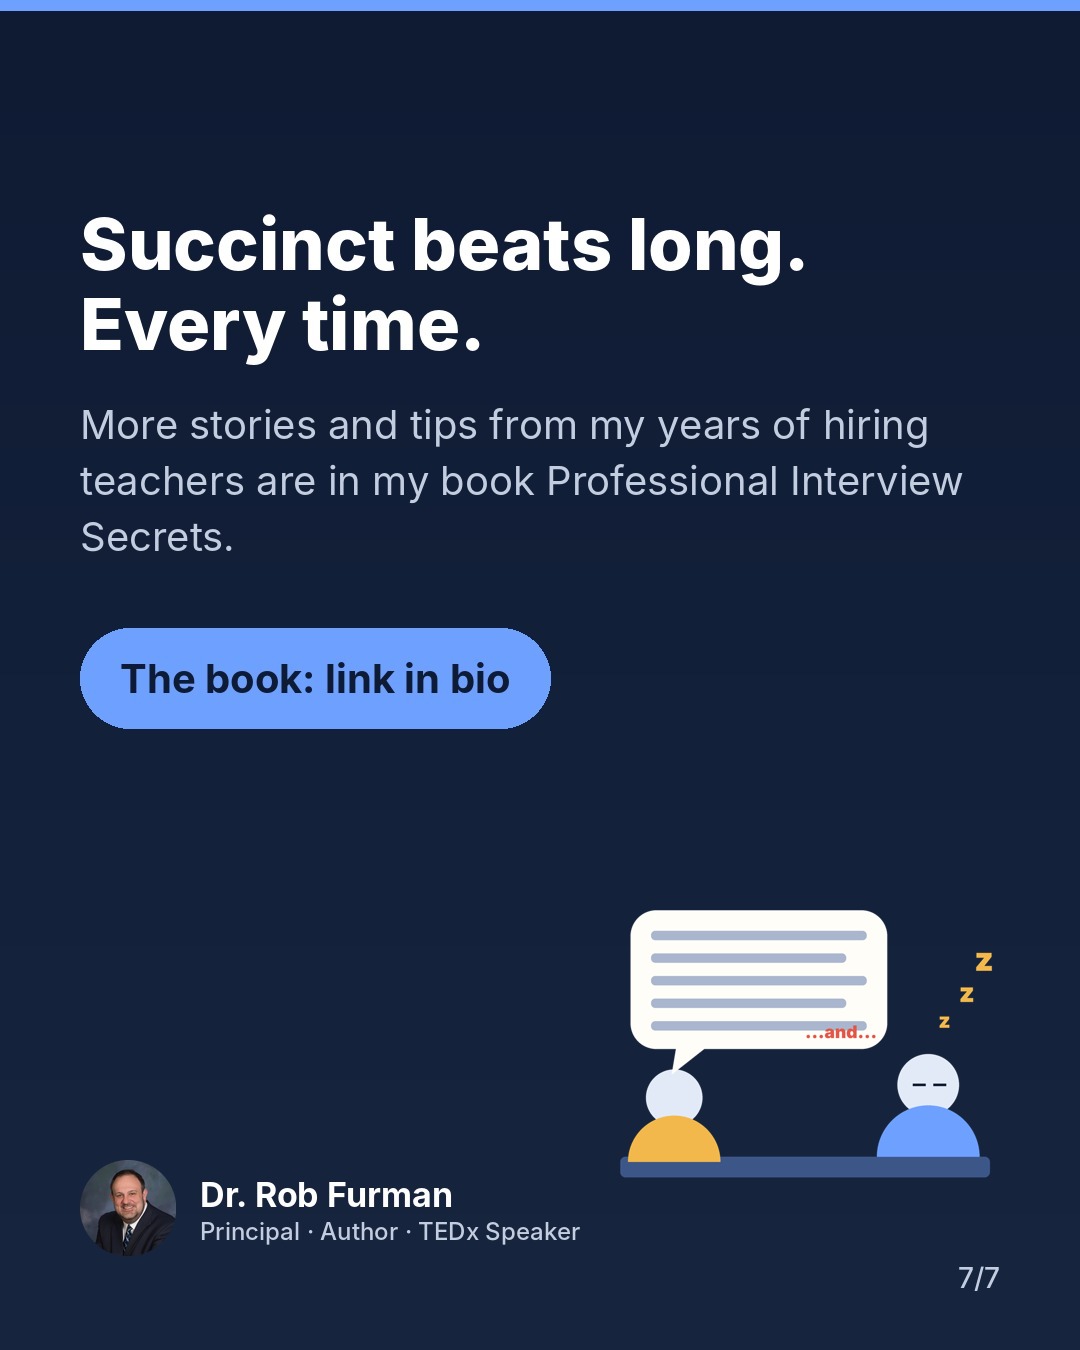 Succinct beats long.
Every time.
More stories and tips from my years of hiring
teachers are in my book Professional Interview
Secrets.
The book: link in bio
...and...
z
z
z
Dr. Rob Furman
Principal · Author · TEDx Speaker
7/7